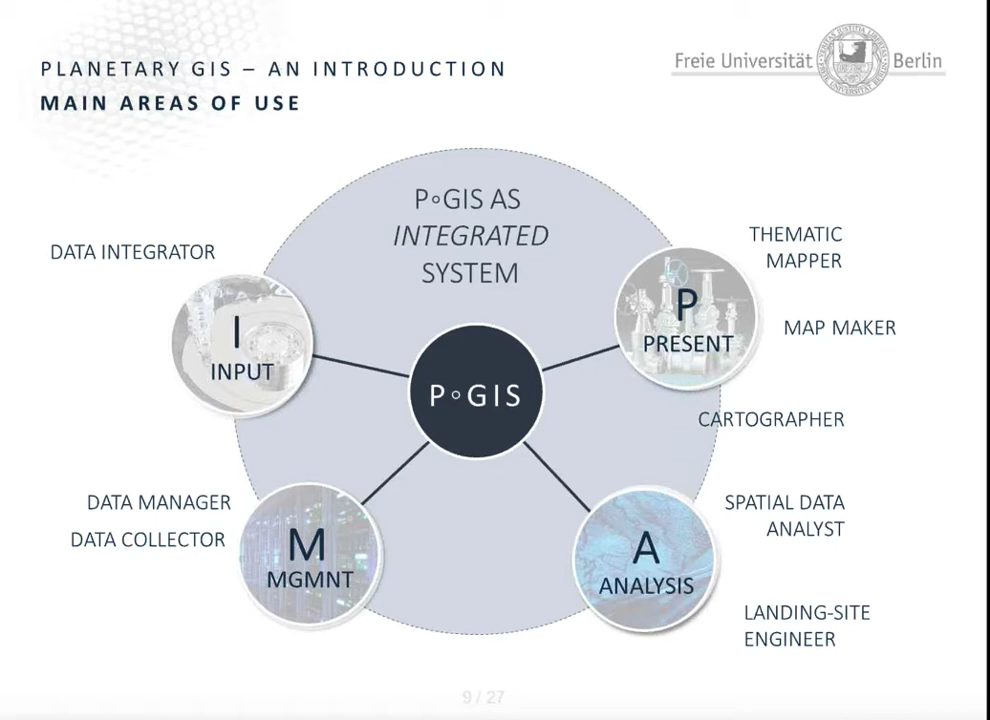 PLANETARY GIS – AN INTRODUCTION
MAIN AREAS OF USE
Freie Universität Berlin
P∘GIS AS
INTEGRATED
SYSTEM
DATA INTEGRATOR
I
INPUT
P
PRESENT
THEMATIC
MAPPER
MAP MAKER
CARTOGRAPHER
P∘GIS
DATA MANAGER
DATA COLLECTOR
M
MGMNT
A
ANALYSIS
SPATIAL DATA
ANALYST
LANDING-SITE
ENGINEER
9 / 27